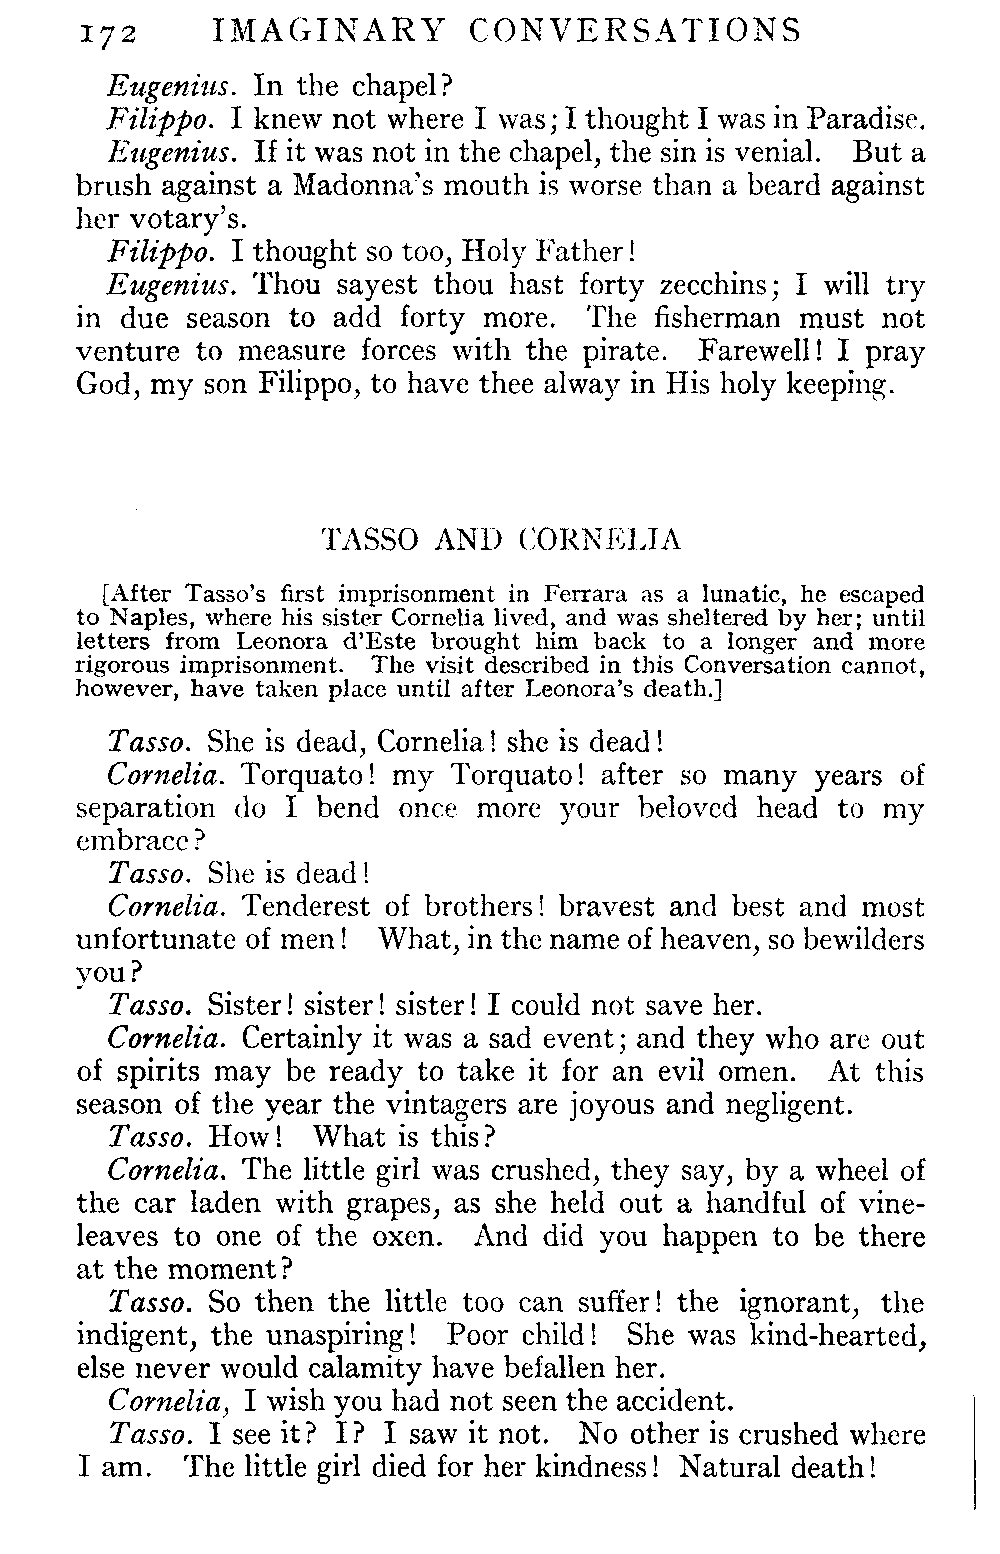 172 IMAGINARY CONVERSATIONS
Eugenius. In the chapel?
Filippo. I knew not where I was; I thought I was in Paradise.
Eugenius. If it was not in the chapel, the sin is venial. But a
brush against a Madonna's mouth is worse than a beard against
her votary's.
Filippo. I thought so too, Holy Father!
Eugenius. Thou sayest thou hast forty zecchins; I will try
in due season to add forty more. The fisherman must not
venture to measure forces with the pirate. Farewell! I pray
God, my son Filippo, to have thee alway in His holy keeping.
TASSO AND CORNELIA
[After Tasso's first imprisonment in Ferrara as a lunatic, he escaped
to Naples, where his sister Cornelia lived, and was sheltered by her; until
letters from Leonora d'Este brought him back to a longer and more
rigorous imprisonment. The visit described in this Conversation cannot,
however, have taken place until after Leonora's death.]
Tasso. She is dead, Cornelia! she is dead!
Cornelia. Torquato! my Torquato! after so many years of
separation do I bend once more your beloved head to my
embrace?
Tasso. She is dead!
Cornelia. Tenderest of brothers! bravest and best and most
unfortunate of men! What, in the name of heaven, so bewilders
you?
Tasso. Sister! sister! sister! I could not save her.
Cornelia. Certainly it was a sad event; and they who are out
of spirits may be ready to take it for an evil omen. At this
season of the year the vintagers are joyous and negligent.
Tasso. How! What is this?
Cornelia. The little girl was crushed, they say, by a wheel of
the car laden with grapes, as she held out a handful of vine-
leaves to one of the oxen. And did you happen to be there
at the moment?
Tasso. So then the little too can suffer! the ignorant, the
indigent, the unaspiring! Poor child! She was kind-hearted,
else never would calamity have befallen her.
Cornelia, I wish you had not seen the accident.
Tasso. I see it? I? I saw it not. No other is crushed where
I am. The little girl died for her kindness! Natural death!